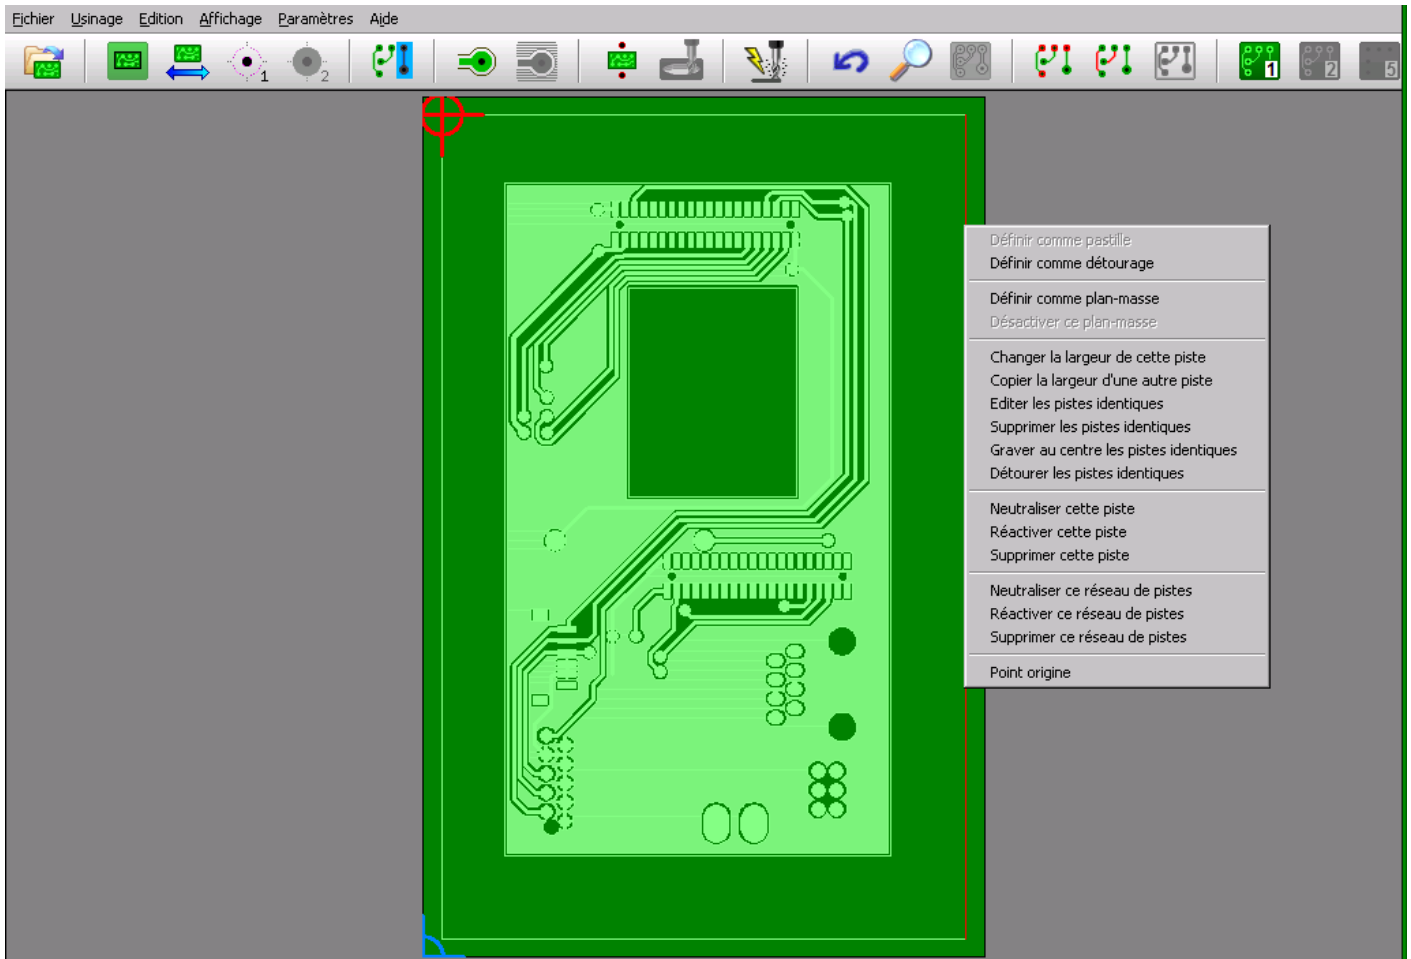 Fichier Usinage Edition Affichage Paramètres Aide
1 2 1 2 5
Définir comme pastille
Définir comme détourage
Définir comme plan-masse
Désactiver ce plan-masse
Changer la largeur de cette piste
Copier la largeur d'une autre piste
Editer les pistes identiques
Supprimer les pistes identiques
Graver au centre les pistes identiques
Détourer les pistes identiques
Neutraliser cette piste
Réactiver cette piste
Supprimer cette piste
Neutraliser ce réseau de pistes
Réactiver ce réseau de pistes
Supprimer ce réseau de pistes
Point origine